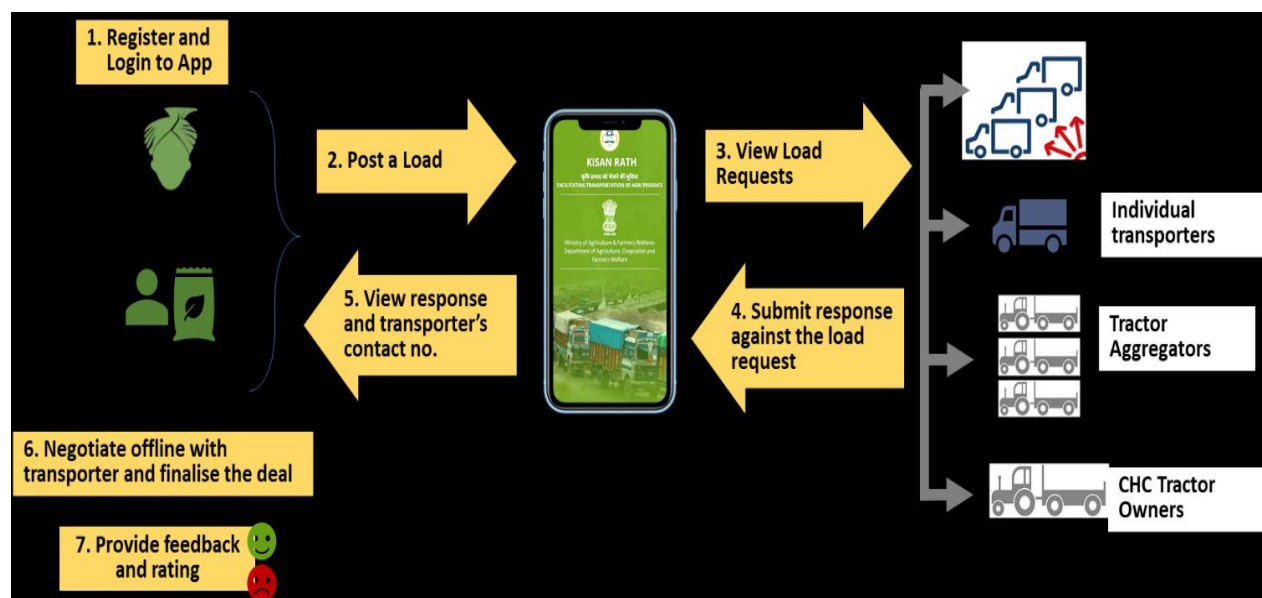 1. Register and
Login to App
2. Post a Load
KISAN RATH
कृषि उत्पाद को भेजने की सुविधा
FACILITATING TRANSPORTATION OF AGRI PRODUCE
Ministry of Agriculture & Farmers Welfares
Department of Agriculture, Cooperation and
Farmers Welfare
3. View Load
Requests
4. Submit response
against the load
request
5. View response
and transporter's
contact no.
6. Negotiate offline with
transporter and finalise the deal
7. Provide feedback
and rating
Individual
transporters
Tractor
Aggregators
CHC Tractor
Owners